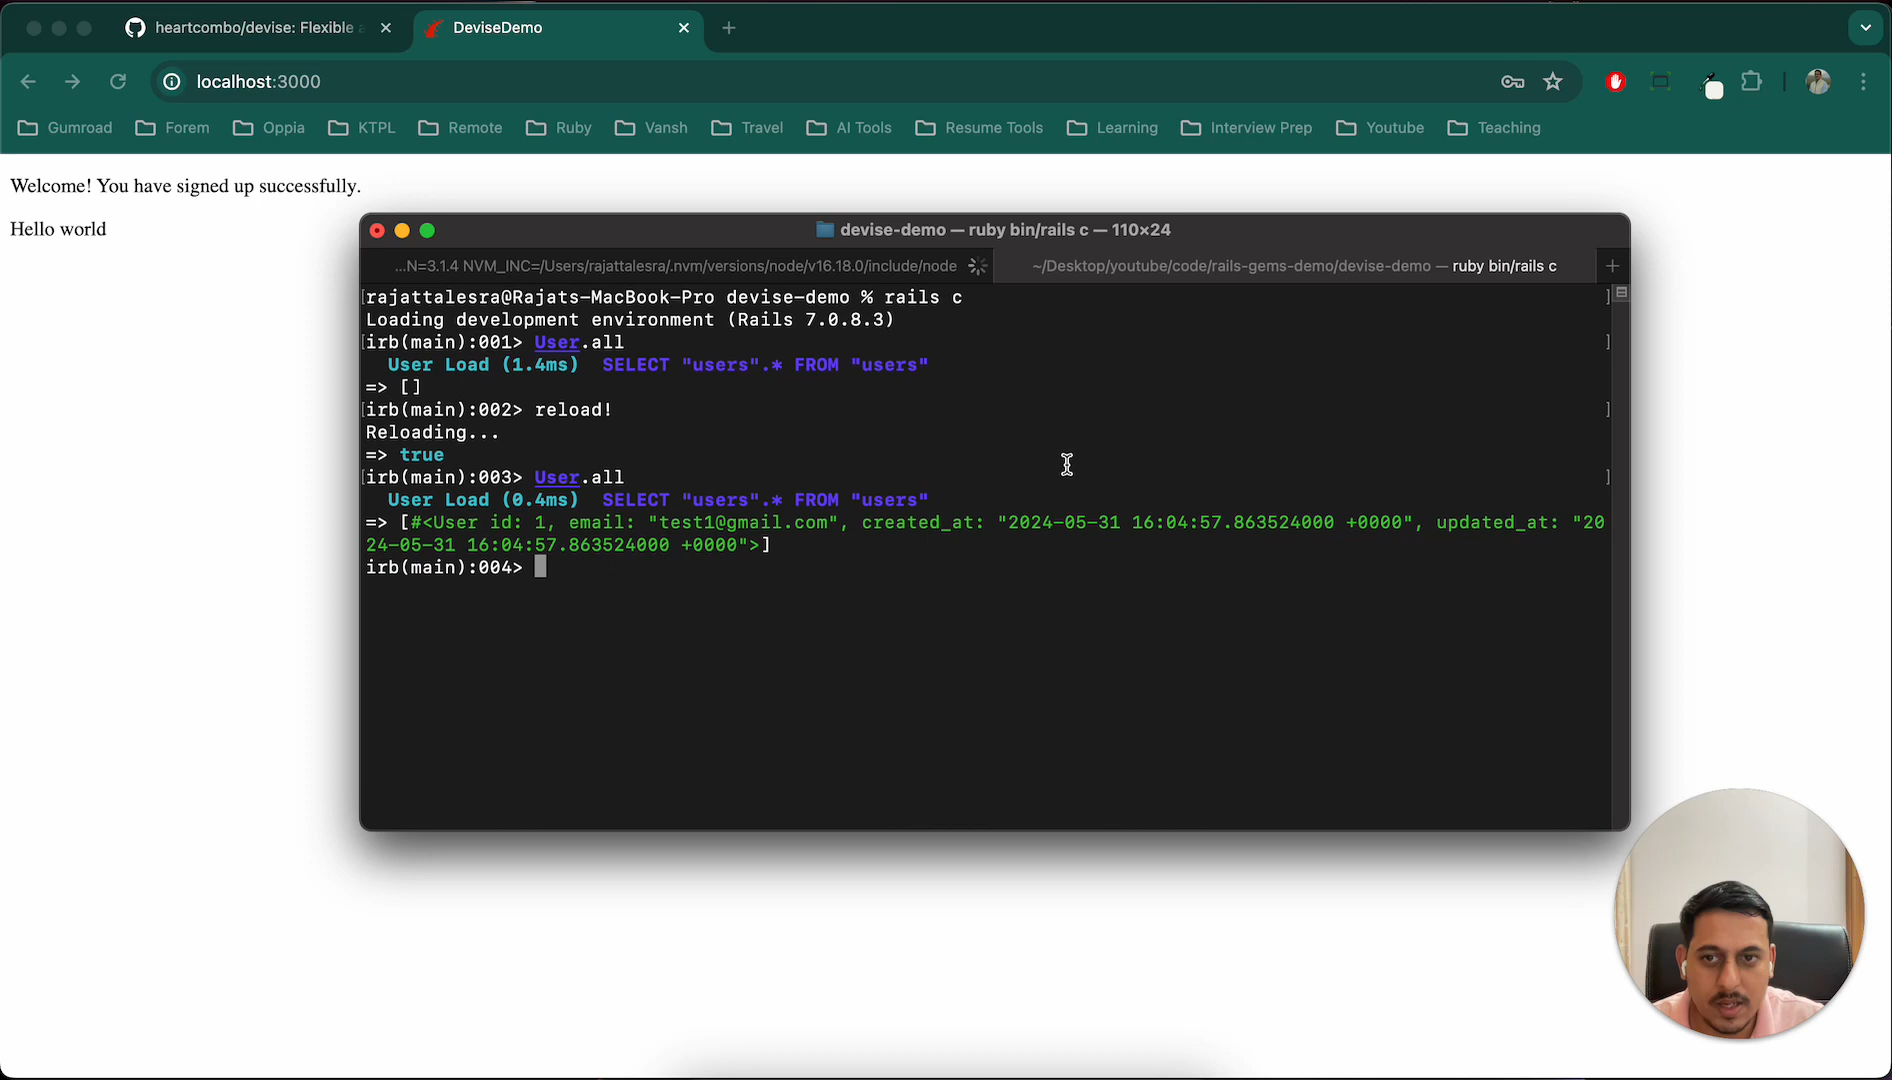 heartcombo/devise: Flexible a
DeviseDemo
localhost:3000
Gumroad
Forem
Oppia
KTPL
Remote
Ruby
Vansh
Travel
AI Tools
Resume Tools
Learning
Interview Prep
Youtube
Teaching
Welcome! You have signed up successfully.
Hello world
devise-demo — ruby bin/rails c — 110×24
...N=3.1.4 NVM_INC=/Users/rajattalesra/.nvm/versions/node/v16.18.0/include/node
~/Desktop/youtube/code/rails-gems-demo/devise-demo — ruby bin/rails c
[rajattalesra@Rajats-MacBook-Pro devise-demo % rails c ]
Loading development environment (Rails 7.0.8.3)
[irb(main):001> User.all ]
User Load (1.4ms) SELECT "users".* FROM "users"
=> []
[irb(main):002> reload! ]
Reloading...
=> true
[irb(main):003> User.all ]
User Load (0.4ms) SELECT "users".* FROM "users"
=> [#<User id: 1, email: "test1@gmail.com", created_at: "2024-05-31 16:04:57.863524000 +0000", updated_at: "20
24-05-31 16:04:57.863524000 +0000">]
irb(main):004>